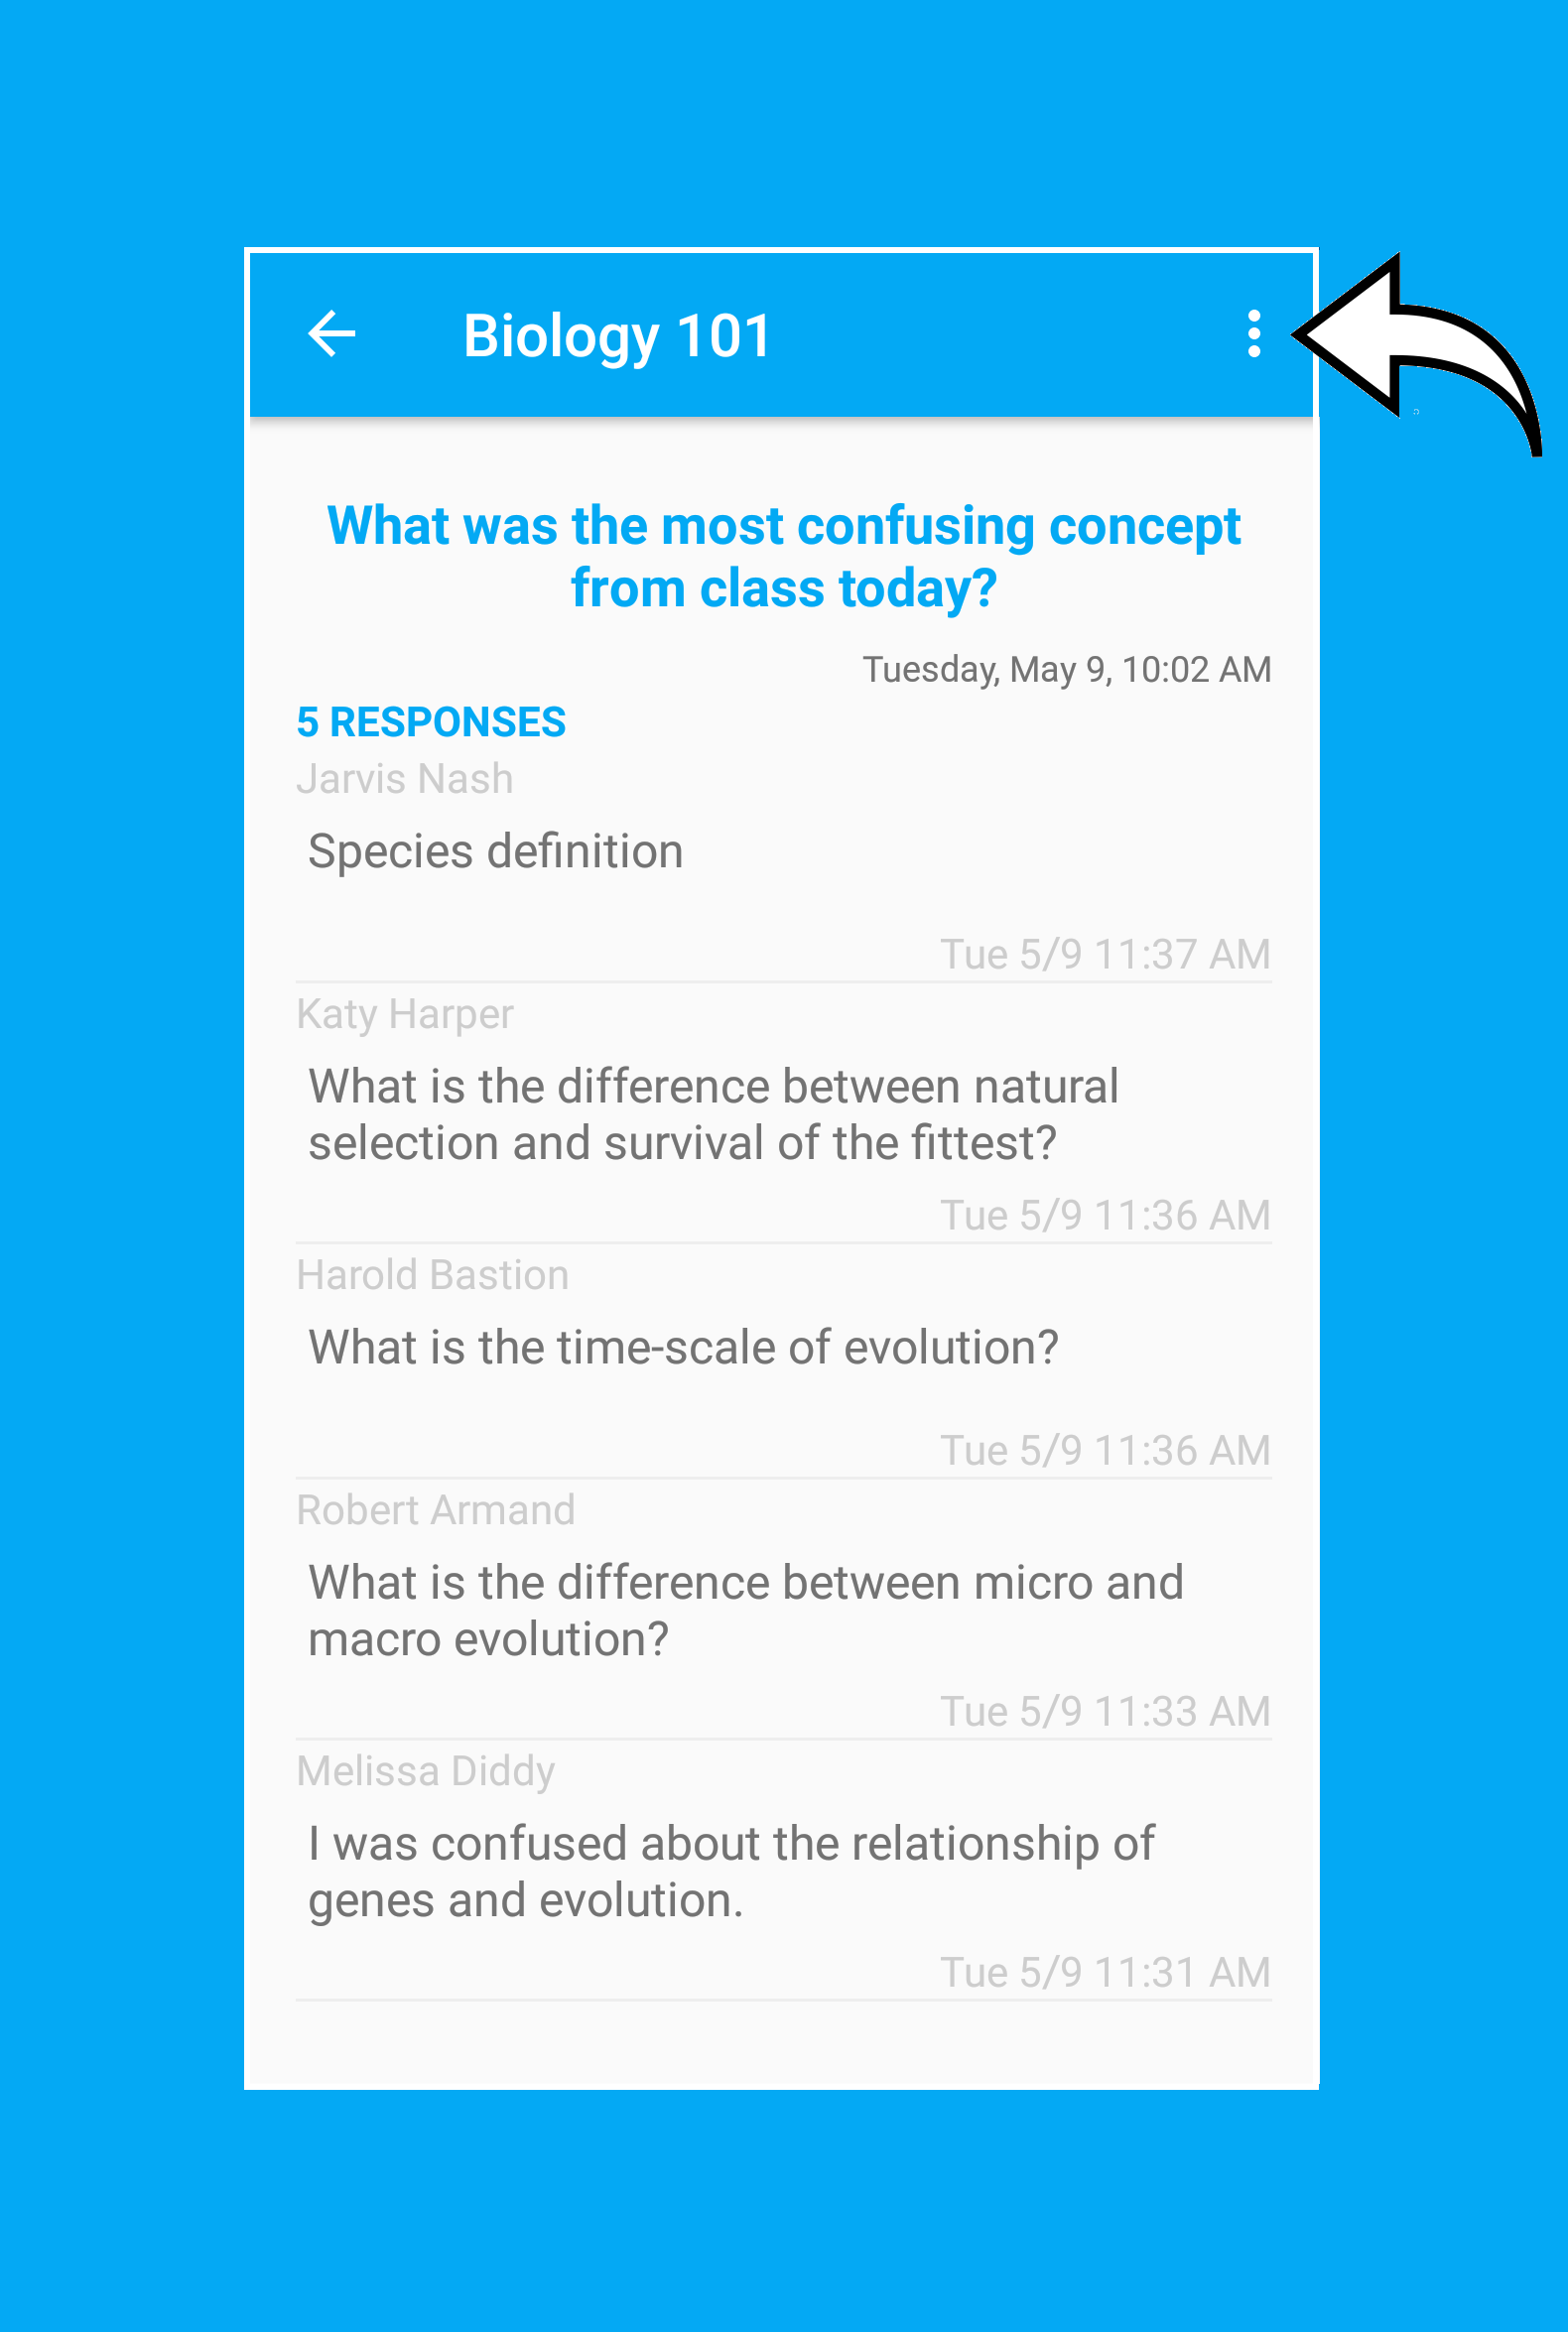 Biology 101
What was the most confusing concept
from class today?
Tuesday, May 9, 10:02 AM
5 RESPONSES
Jarvis Nash
Species definition
Tue 5/9 11:37 AM
Katy Harper
What is the difference between natural
selection and survival of the fittest?
Tue 5/9 11:36 AM
Harold Bastion
What is the time-scale of evolution?
Tue 5/9 11:36 AM
Robert Armand
What is the difference between micro and
macro evolution?
Tue 5/9 11:33 AM
Melissa Diddy
I was confused about the relationship of
genes and evolution.
Tue 5/9 11:31 AM